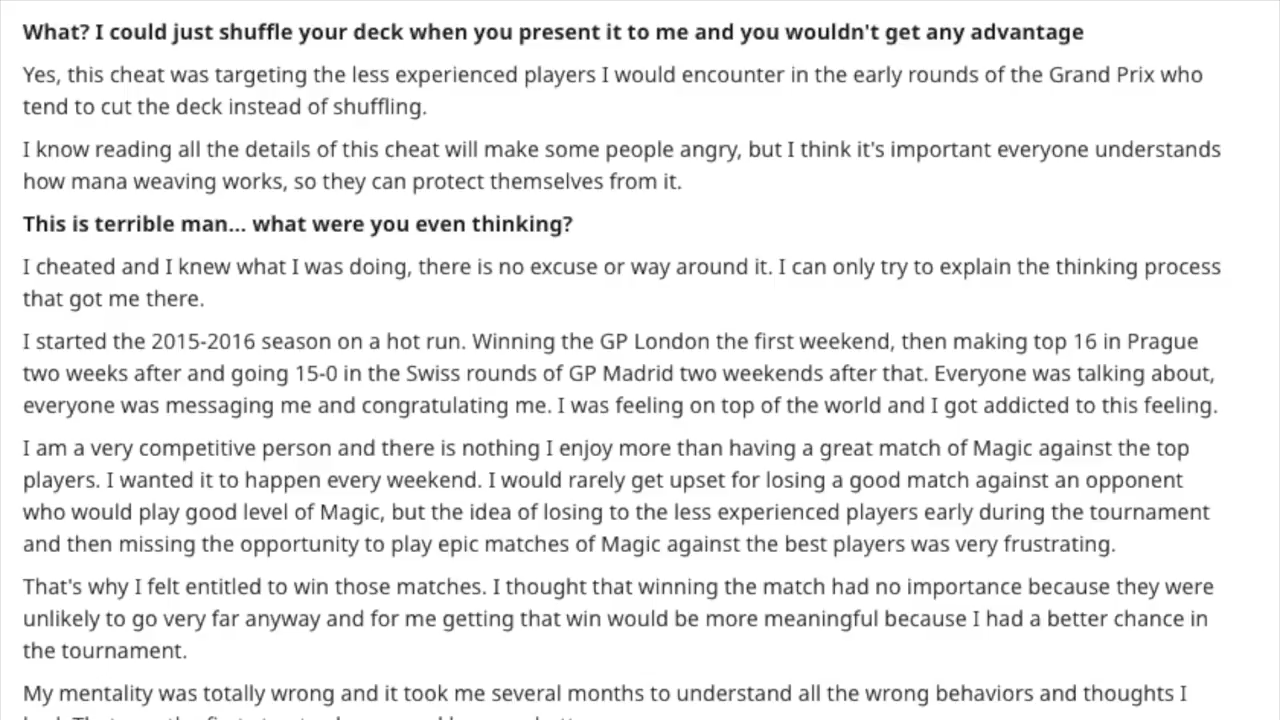 What? I could just shuffle your deck when you present it to me and you wouldn't get any advantage
Yes, this cheat was targeting the less experienced players I would encounter in the early rounds of the Grand Prix who
tend to cut the deck instead of shuffling.
I know reading all the details of this cheat will make some people angry, but I think it's important everyone understands
how mana weaving works, so they can protect themselves from it.
This is terrible man... what were you even thinking?
I cheated and I knew what I was doing, there is no excuse or way around it. I can only try to explain the thinking process
that got me there.
I started the 2015-2016 season on a hot run. Winning the GP London the first weekend, then making top 16 in Prague
two weeks after and going 15-0 in the Swiss rounds of GP Madrid two weekends after that. Everyone was talking about,
everyone was messaging me and congratulating me. I was feeling on top of the world and I got addicted to this feeling.
I am a very competitive person and there is nothing I enjoy more than having a great match of Magic against the top
players. I wanted it to happen every weekend. I would rarely get upset for losing a good match against an opponent
who would play good level of Magic, but the idea of losing to the less experienced players early during the tournament
and then missing the opportunity to play epic matches of Magic against the best players was very frustrating.
That's why I felt entitled to win those matches. I thought that winning the match had no importance because they were
unlikely to go very far anyway and for me getting that win would be more meaningful because I had a better chance in
the tournament.
My mentality was totally wrong and it took me several months to understand all the wrong behaviors and thoughts I